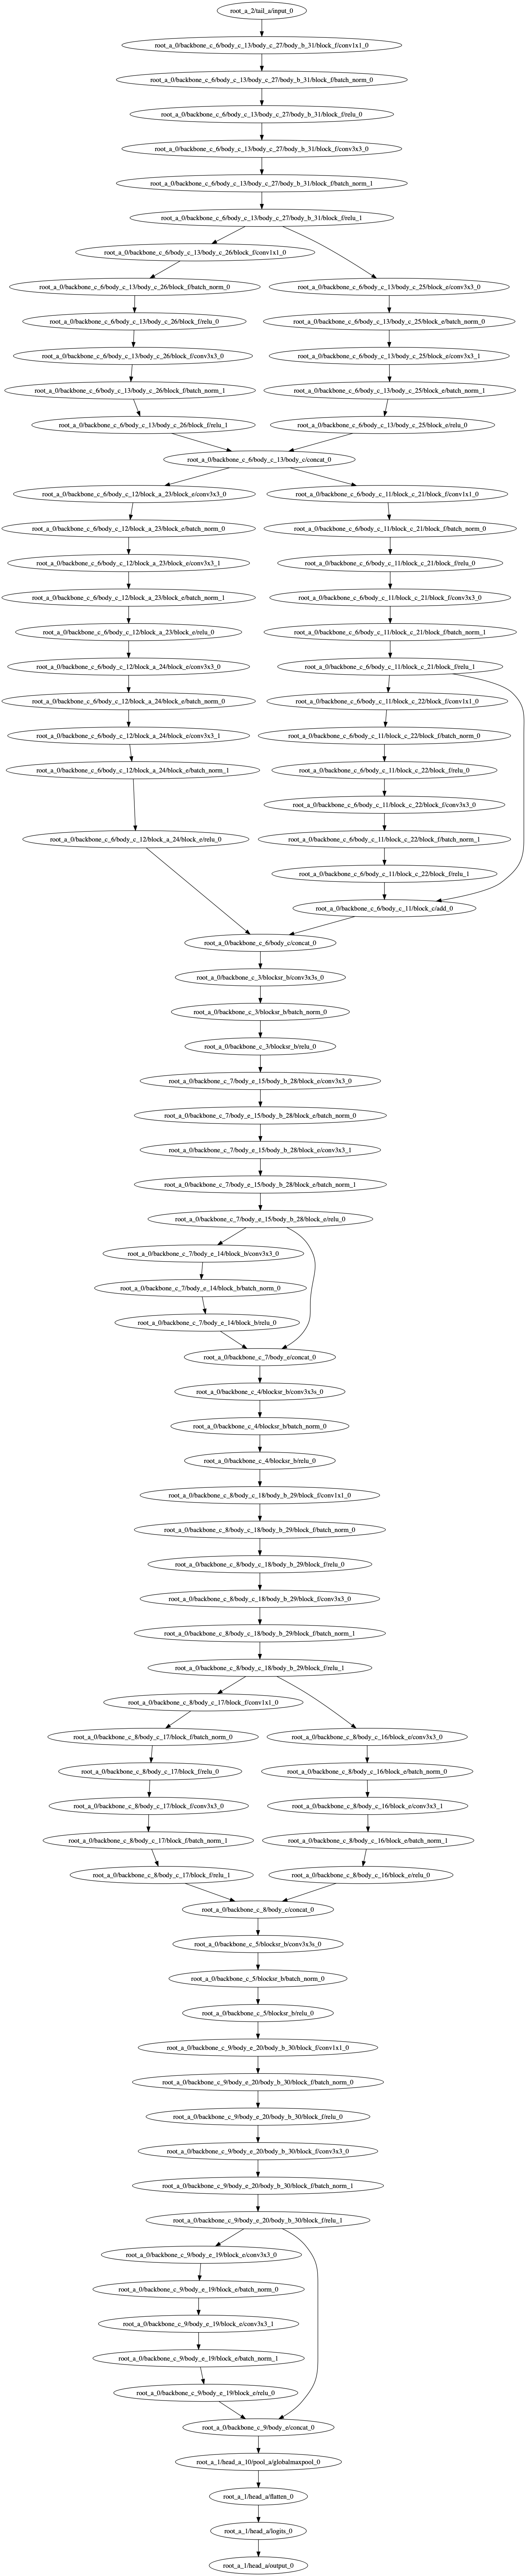 root_a_2/tail_a/input_0
root_a_0/backbone_c_6/body_c_13/body_c_27/body_b_31/block_f/conv1x1_0
root_a_0/backbone_c_6/body_c_13/body_c_27/body_b_31/block_f/batch_norm_0
root_a_0/backbone_c_6/body_c_13/body_c_27/body_b_31/block_f/relu_0
root_a_0/backbone_c_6/body_c_13/body_c_27/body_b_31/block_f/conv3x3_0
root_a_0/backbone_c_6/body_c_13/body_c_27/body_b_31/block_f/batch_norm_1
root_a_0/backbone_c_6/body_c_13/body_c_27/body_b_31/block_f/relu_1
root_a_0/backbone_c_6/body_c_13/body_c_26/block_f/conv1x1_0
root_a_0/backbone_c_6/body_c_13/body_c_26/block_f/batch_norm_0
root_a_0/backbone_c_6/body_c_13/body_c_25/block_e/conv3x3_0
root_a_0/backbone_c_6/body_c_13/body_c_26/block_f/relu_0
root_a_0/backbone_c_6/body_c_13/body_c_25/block_e/batch_norm_0
root_a_0/backbone_c_6/body_c_13/body_c_26/block_f/conv3x3_0
root_a_0/backbone_c_6/body_c_13/body_c_25/block_e/conv3x3_1
root_a_0/backbone_c_6/body_c_13/body_c_26/block_f/batch_norm_1
root_a_0/backbone_c_6/body_c_13/body_c_25/block_e/batch_norm_1
root_a_0/backbone_c_6/body_c_13/body_c_26/block_f/relu_1
root_a_0/backbone_c_6/body_c_13/body_c_25/block_e/relu_0
root_a_0/backbone_c_6/body_c_13/body_c/concat_0
root_a_0/backbone_c_6/body_c_12/block_a_23/block_e/conv3x3_0
root_a_0/backbone_c_6/body_c_11/block_c_21/block_f/conv1x1_0
root_a_0/backbone_c_6/body_c_12/block_a_23/block_e/batch_norm_0
root_a_0/backbone_c_6/body_c_11/block_c_21/block_f/batch_norm_0
root_a_0/backbone_c_6/body_c_12/block_a_23/block_e/conv3x3_1
root_a_0/backbone_c_6/body_c_11/block_c_21/block_f/relu_0
root_a_0/backbone_c_6/body_c_12/block_a_23/block_e/batch_norm_1
root_a_0/backbone_c_6/body_c_11/block_c_21/block_f/conv3x3_0
root_a_0/backbone_c_6/body_c_12/block_a_23/block_e/relu_0
root_a_0/backbone_c_6/body_c_11/block_c_21/block_f/batch_norm_1
root_a_0/backbone_c_6/body_c_12/block_a_24/block_e/conv3x3_0
root_a_0/backbone_c_6/body_c_11/block_c_21/block_f/relu_1
root_a_0/backbone_c_6/body_c_12/block_a_24/block_e/batch_norm_0
root_a_0/backbone_c_6/body_c_11/block_c_22/block_f/conv1x1_0
root_a_0/backbone_c_6/body_c_12/block_a_24/block_e/conv3x3_1
root_a_0/backbone_c_6/body_c_11/block_c_22/block_f/batch_norm_0
root_a_0/backbone_c_6/body_c_12/block_a_24/block_e/batch_norm_1
root_a_0/backbone_c_6/body_c_11/block_c_22/block_f/relu_0
root_a_0/backbone_c_6/body_c_11/block_c_22/block_f/conv3x3_0
root_a_0/backbone_c_6/body_c_12/block_a_24/block_e/relu_0
root_a_0/backbone_c_6/body_c_11/block_c_22/block_f/batch_norm_1
root_a_0/backbone_c_6/body_c_11/block_c_22/block_f/relu_1
root_a_0/backbone_c_6/body_c_11/block_c/add_0
root_a_0/backbone_c_6/body_c/concat_0
root_a_0/backbone_c_3/blocksr_b/conv3x3s_0
root_a_0/backbone_c_3/blocksr_b/batch_norm_0
root_a_0/backbone_c_3/blocksr_b/relu_0
root_a_0/backbone_c_7/body_e_15/body_b_28/block_e/conv3x3_0
root_a_0/backbone_c_7/body_e_15/body_b_28/block_e/batch_norm_0
root_a_0/backbone_c_7/body_e_15/body_b_28/block_e/conv3x3_1
root_a_0/backbone_c_7/body_e_15/body_b_28/block_e/batch_norm_1
root_a_0/backbone_c_7/body_e_15/body_b_28/block_e/relu_0
root_a_0/backbone_c_7/body_e_14/block_b/conv3x3_0
root_a_0/backbone_c_7/body_e_14/block_b/batch_norm_0
root_a_0/backbone_c_7/body_e_14/block_b/relu_0
root_a_0/backbone_c_7/body_e/concat_0
root_a_0/backbone_c_4/blocksr_b/conv3x3s_0
root_a_0/backbone_c_4/blocksr_b/batch_norm_0
root_a_0/backbone_c_4/blocksr_b/relu_0
root_a_0/backbone_c_8/body_c_18/body_b_29/block_f/conv1x1_0
root_a_0/backbone_c_8/body_c_18/body_b_29/block_f/batch_norm_0
root_a_0/backbone_c_8/body_c_18/body_b_29/block_f/relu_0
root_a_0/backbone_c_8/body_c_18/body_b_29/block_f/conv3x3_0
root_a_0/backbone_c_8/body_c_18/body_b_29/block_f/batch_norm_1
root_a_0/backbone_c_8/body_c_18/body_b_29/block_f/relu_1
root_a_0/backbone_c_8/body_c_17/block_f/conv1x1_0
root_a_0/backbone_c_8/body_c_17/block_f/batch_norm_0
root_a_0/backbone_c_8/body_c_16/block_e/conv3x3_0
root_a_0/backbone_c_8/body_c_17/block_f/relu_0
root_a_0/backbone_c_8/body_c_16/block_e/batch_norm_0
root_a_0/backbone_c_8/body_c_17/block_f/conv3x3_0
root_a_0/backbone_c_8/body_c_16/block_e/conv3x3_1
root_a_0/backbone_c_8/body_c_17/block_f/batch_norm_1
root_a_0/backbone_c_8/body_c_16/block_e/batch_norm_1
root_a_0/backbone_c_8/body_c_17/block_f/relu_1
root_a_0/backbone_c_8/body_c_16/block_e/relu_0
root_a_0/backbone_c_8/body_c/concat_0
root_a_0/backbone_c_5/blocksr_b/conv3x3s_0
root_a_0/backbone_c_5/blocksr_b/batch_norm_0
root_a_0/backbone_c_5/blocksr_b/relu_0
root_a_0/backbone_c_9/body_e_20/body_b_30/block_f/conv1x1_0
root_a_0/backbone_c_9/body_e_20/body_b_30/block_f/batch_norm_0
root_a_0/backbone_c_9/body_e_20/body_b_30/block_f/relu_0
root_a_0/backbone_c_9/body_e_20/body_b_30/block_f/conv3x3_0
root_a_0/backbone_c_9/body_e_20/body_b_30/block_f/batch_norm_1
root_a_0/backbone_c_9/body_e_20/body_b_30/block_f/relu_1
root_a_0/backbone_c_9/body_e_19/block_e/conv3x3_0
root_a_0/backbone_c_9/body_e_19/block_e/batch_norm_0
root_a_0/backbone_c_9/body_e_19/block_e/conv3x3_1
root_a_0/backbone_c_9/body_e_19/block_e/batch_norm_1
root_a_0/backbone_c_9/body_e_19/block_e/relu_0
root_a_0/backbone_c_9/body_e/concat_0
root_a_1/head_a_10/pool_a/globalmaxpool_0
root_a_1/head_a/flatten_0
root_a_1/head_a/logits_0
root_a_1/head_a/output_0